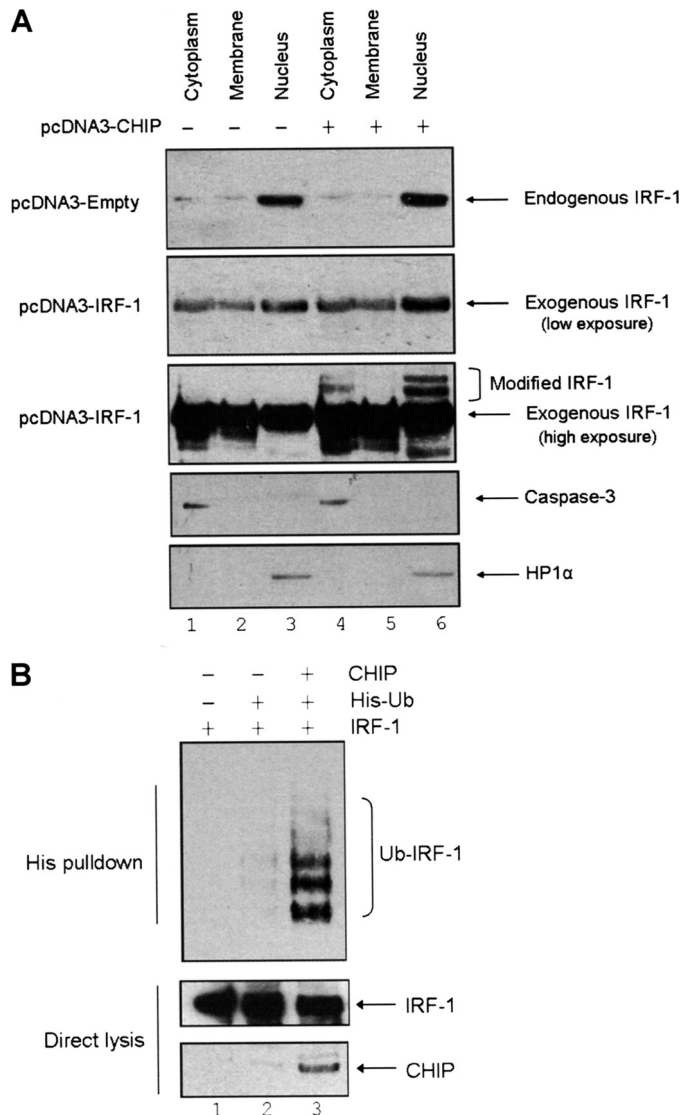 A
Cytoplasm Membrane Nucleus Cytoplasm Membrane Nucleus
pcDNA3-CHIP − − − + + +
pcDNA3-Empty Endogenous IRF-1
pcDNA3-IRF-1 Exogenous IRF-1
(low exposure)
Modified IRF-1
pcDNA3-IRF-1 Exogenous IRF-1
(high exposure)
Caspase-3
HP1α
1 2 3 4 5 6
B
− − + CHIP
− + + His-Ub
+ + + IRF-1
His pulldown Ub-IRF-1
IRF-1
Direct lysis
CHIP
1 2 3